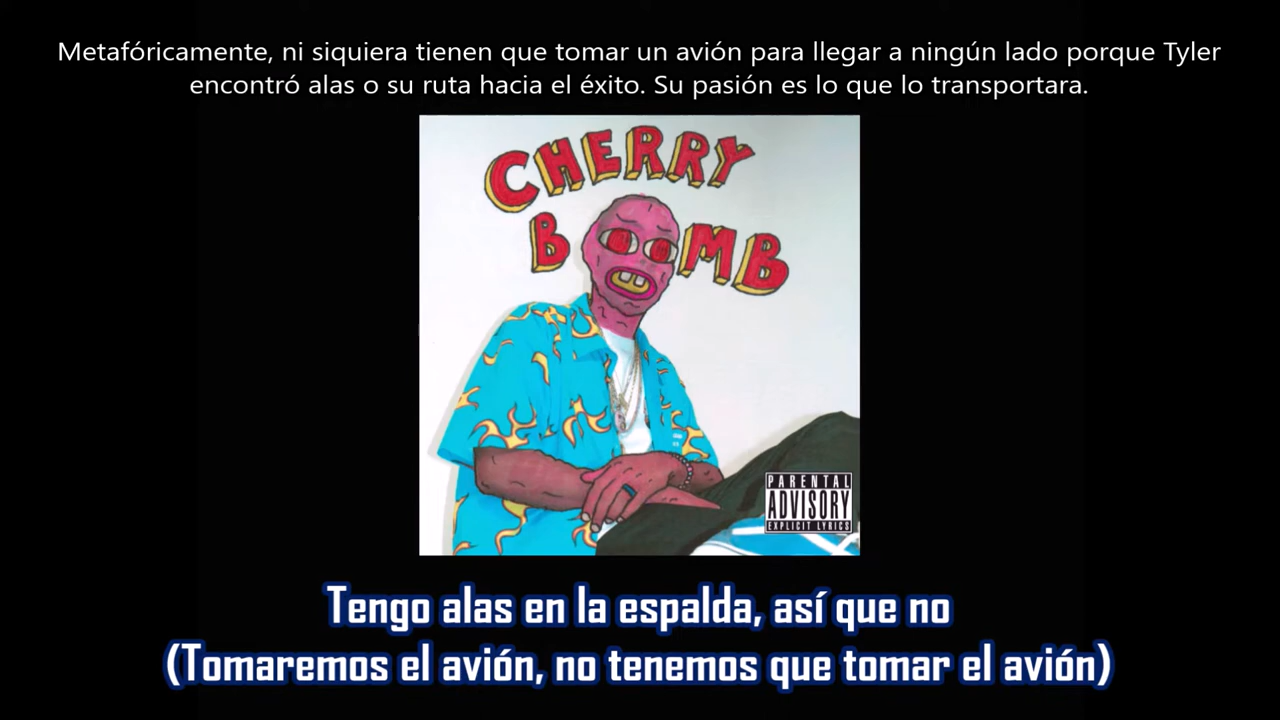 Metafóricamente, ni siquiera tienen que tomar un avión para llegar a ningún lado porque Tyler
encontró alas o su ruta hacia el éxito. Su pasión es lo que lo transportara.
CHERRY
BOMB
PARENTAL
ADVISORY
EXPLICIT LYRICS
Tengo alas en la espalda, así que no
(Tomaremos el avión, no tenemos que tomar el avión)